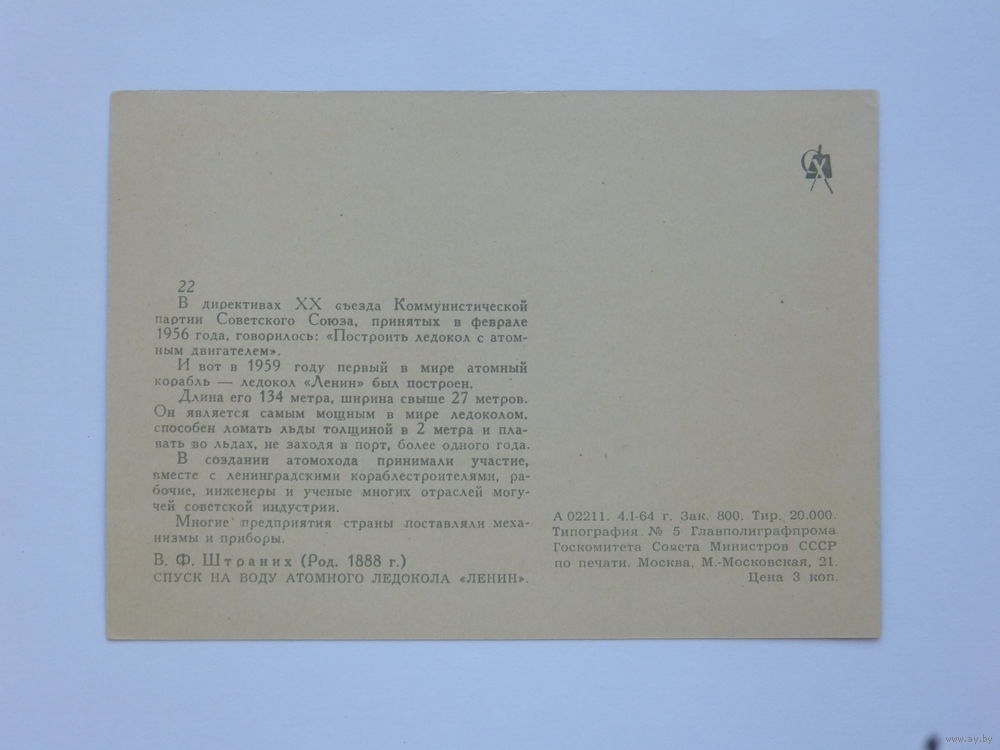 22
В директивах XX съезда Коммунистической
партии Советского Союза, принятых в феврале
1956 года, говорилось: «Построить ледокол с атом-
ным двигателем».
И вот в 1959 году первый в мире атомный
корабль — ледокол «Ленин» был построен.
Длина его 134 метра, ширина свыше 27 метров.
Он является самым мощным в мире ледоколом,
способен ломать льды толщиной в 2 метра и пла-
вать во льдах, не заходя в порт, более одного года.
В создании атомохода принимали участие,
вместе с ленинградскими кораблестроителями, ра-
бочие, инженеры и ученые многих отраслей могу-
чей советской индустрии.
Многие предприятия страны поставляли меха-
низмы и приборы.
В. Ф. Штраних (Род. 1888 г.)
СПУСК НА ВОДУ АТОМНОГО ЛЕДОКОЛА «ЛЕНИН».
А 02211. 4.I-64 г. Зак. 800. Тир. 20.000.
Типография № 5 Главполиграфпрома
Госкомитета Совета Министров СССР
по печати. Москва, М.-Московская, 21.
Цена 3 коп.
www.ay.by